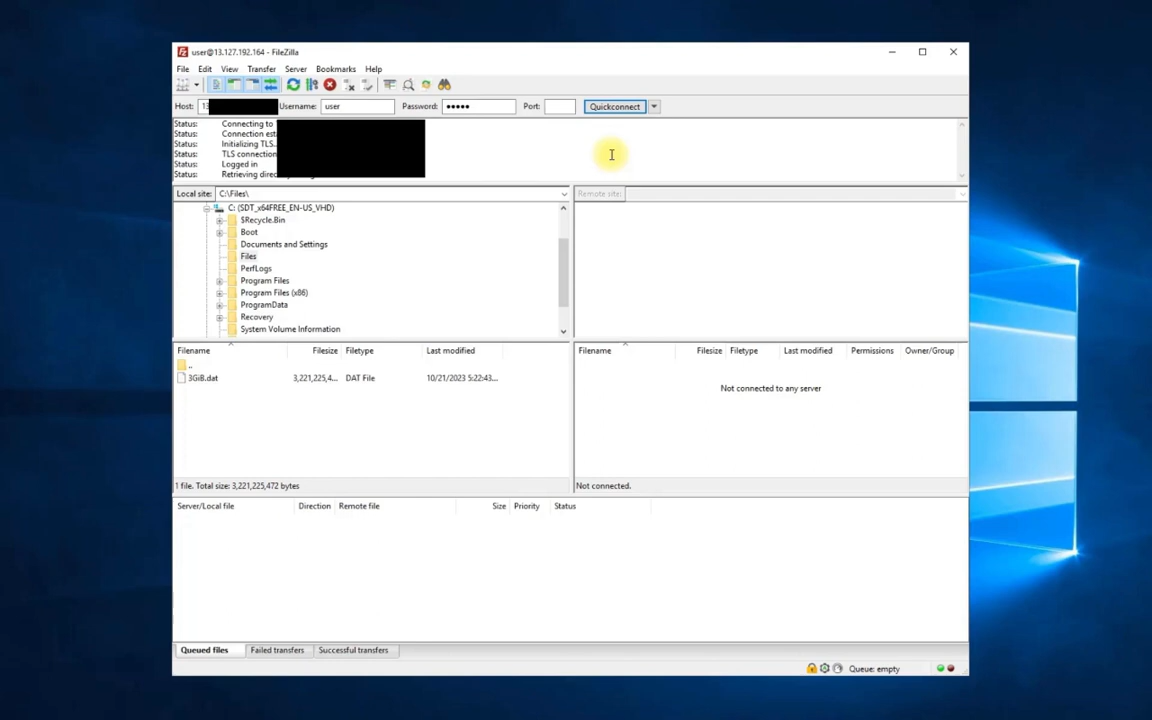 user@13.127.192.164 - FileZilla
File Edit View Transfer Server Bookmarks Help
Host: 13 Username: user Password: ●●●●● Port: Quickconnect
Status: Connecting to
Status: Connection est
Status: Initializing TLS...
Status: TLS connection
Status: Logged in
Status: Retrieving direc
Local site: C:\Files\ Remote site:
C: (SDT_x64FREE_EN-US_VHD)
$Recycle.Bin
Boot
Documents and Settings
Files
PerfLogs
Program Files
Program Files (x86)
ProgramData
Recovery
System Volume Information
Filename Filesize Filetype Last modified
..
3GiB.dat 3,221,225,4... DAT File 10/21/2023 5:22:43...
1 file. Total size: 3,221,225,472 bytes
Filename Filesize Filetype Last modified Permissions Owner/Group
Not connected to any server
Not connected.
Server/Local file Direction Remote file Size Priority Status
Queued files Failed transfers Successful transfers
Queue: empty